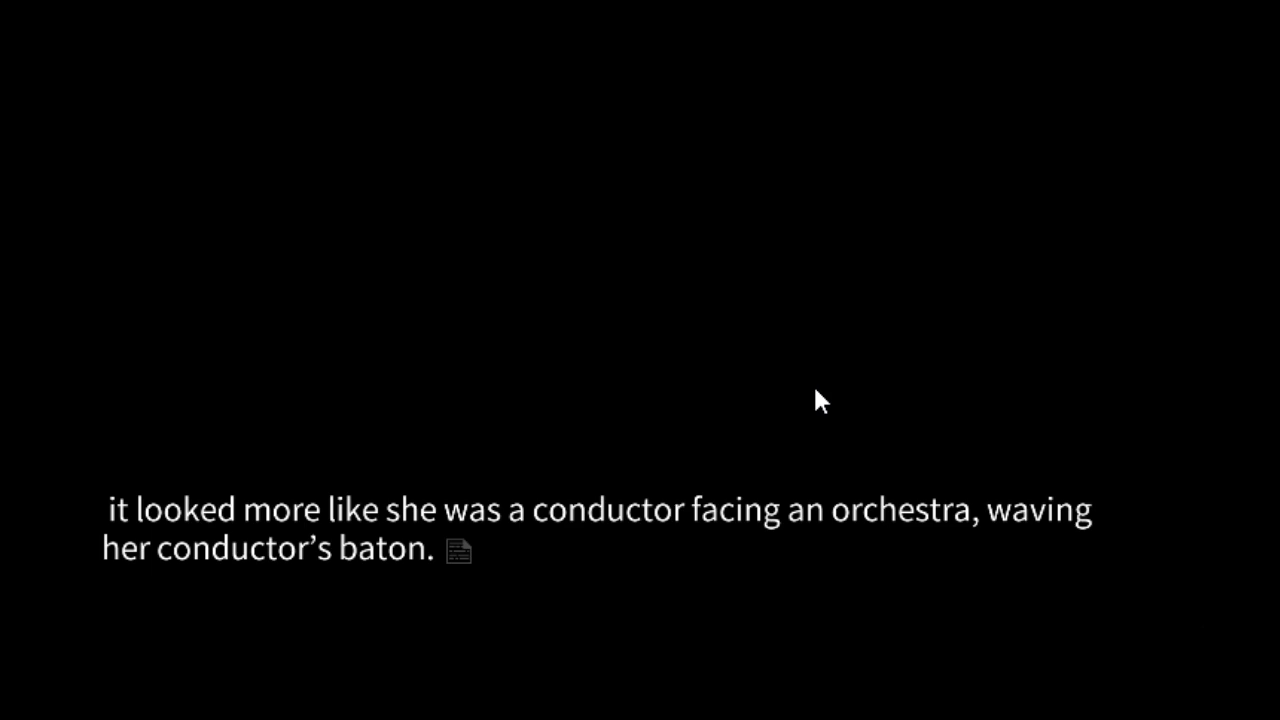 it looked more like she was a conductor facing an orchestra, waving
her conductor’s baton.